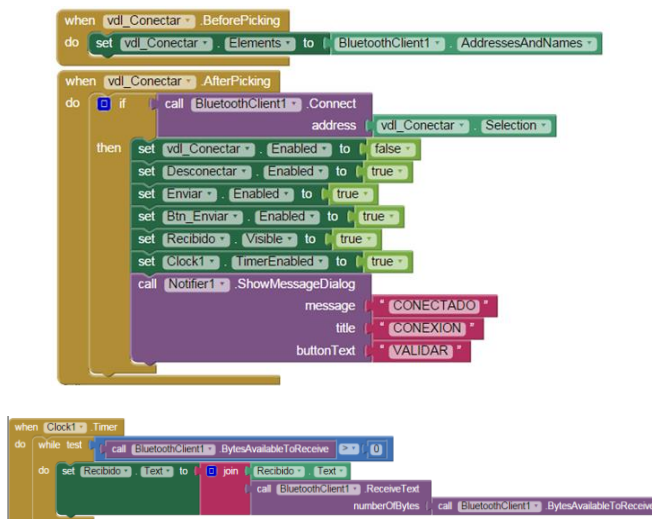 when vdl_Conectar .BeforePicking
do set vdl_Conectar . Elements to BluetoothClient1 . AddressesAndNames
when vdl_Conectar .AfterPicking
do if call BluetoothClient1 .Connect
address vdl_Conectar . Selection
then set vdl_Conectar . Enabled to false
set Desconectar . Enabled to true
set Enviar . Enabled to true
set Btn_Enviar . Enabled to true
set Recibido . Visible to true
set Clock1 . TimerEnabled to true
call Notifier1 .ShowMessageDialog
message " CONECTADO "
title " CONEXION "
buttonText " VALIDAR "
when Clock1 .Timer
do while test call BluetoothClient1 .BytesAvailableToReceive > 0
do set Recibido . Text to join Recibido . Text
call BluetoothClient1 .ReceiveText
numberOfBytes call BluetoothClient1 .BytesAvailableToReceive